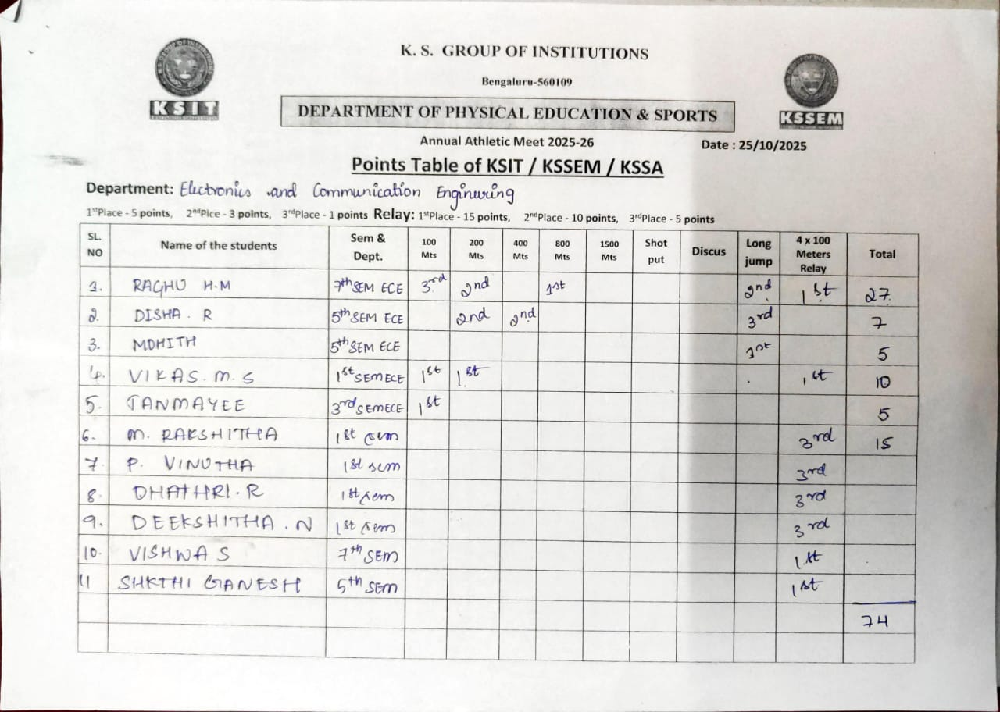 K. S. GROUP OF INSTITUTIONS
Bengaluru-560109
KSIT
KSSEM
DEPARTMENT OF PHYSICAL EDUCATION & SPORTS
Annual Athletic Meet 2025-26
Date : 25/10/2025
Points Table of KSIT / KSSEM / KSSA
Department: Electronics and Communication Engineering
1stPlace - 5 points, 2ndPlce - 3 points, 3rdPlace - 1 points Relay: 1stPlace - 15 points, 2ndPlace - 10 points, 3rdPlace - 5 points
SL. NO Name of the students Sem & Dept. 100 Mts 200 Mts 400 Mts 800 Mts 1500 Mts Shot put Discus Long jump 4 x 100 Meters Relay Total
1. RAGHU H.M 7th SEM ECE 3rd 2nd 1st 2nd 1st 27
2. DISHA. R 5th SEM ECE 2nd 2nd 3rd 7
3. MOHITH 5th SEM ECE 1st 5
4. VIKAS. M. S 1st SEM ECE 1st 1st 1st 10
5. TANMAYEE 3rd SEM ECE 1st 5
6. M. RAKSHITHA 1st sem 3rd 15
7. P. VINUTHA 1st sem 3rd
8. DHATHRI. R 1st sem 3rd
9. DEEKSHITHA. N 1st sem 3rd
10. VISHWA S 7th SEM 1st
11 SHKTHI GANESH 5th SEM 1st
74